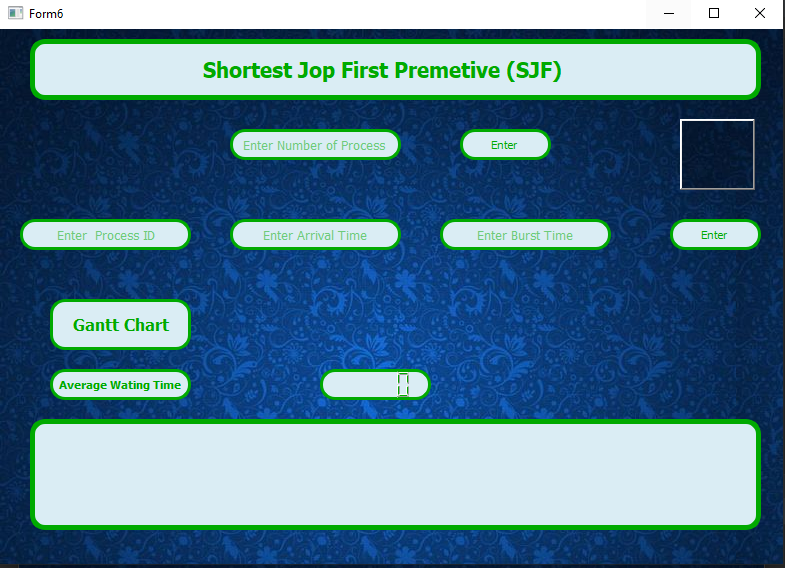 Form6
Shortest Jop First Premetive (SJF)
Enter Number of Process
Enter
Enter  Process ID
Enter Arrival Time
Enter Burst Time
Enter
Gantt Chart
Average Wating Time
0